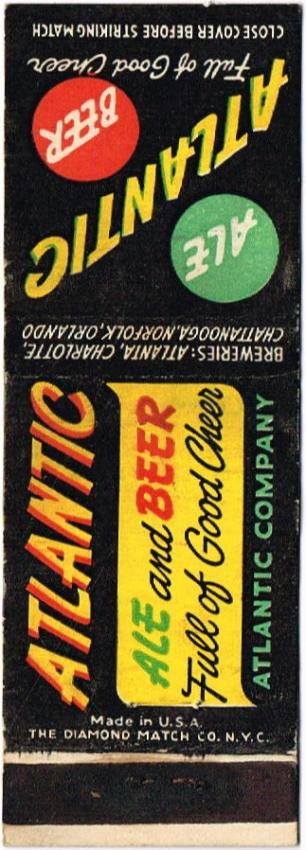 CLOSE COVER BEFORE STRIKING MATCH
Full of Good Cheer
ATLANTIC
BEER
ALE
BREWERIES: ATLANTA, CHARLOTTE,
CHATTANOOGA, NORFOLK, ORLANDO
ATLANTIC
ALE and BEER
Full of Good Cheer
ATLANTIC COMPANY
Made in U.S.A.
THE DIAMOND MATCH CO. N.Y.C.